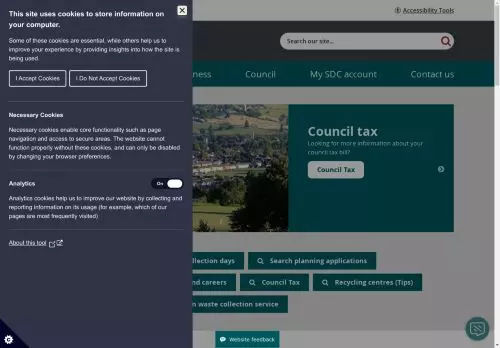 This site uses cookies to store information on
your computer.
Some of these cookies are essential, while others help us to
improve your experience by providing insights into how the site is
being used.
I Accept Cookies
I Do Not Accept Cookies
Necessary Cookies
Necessary cookies enable core functionality such as page
navigation and access to secure areas. The website cannot
function properly without these cookies, and can only be disabled
by changing your browser preferences.
Analytics
On
Analytics cookies help us to improve our website by collecting and
reporting information on its usage (for example, which of our
pages are most frequently visited)
About this tool
Accessibility Tools
Search our site...
Council
My SDC account
Contact us
Council tax
Looking for more information about your
council tax bill?
Council Tax
days
Search planning applications
careers
Council Tax
Recycling centres (Tips)
waste collection service
Website feedback